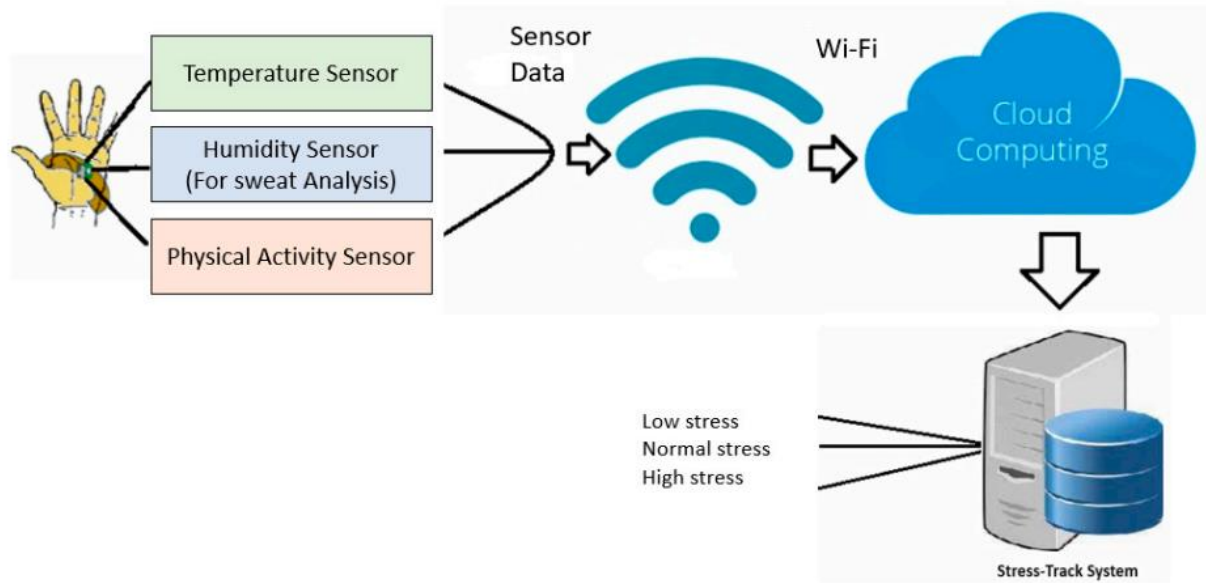 Temperature Sensor
Humidity Sensor
(For sweat Analysis)
Physical Activity Sensor
Sensor
Data
Wi-Fi
Cloud
Computing
Low stress
Normal stress
High stress
Stress-Track System